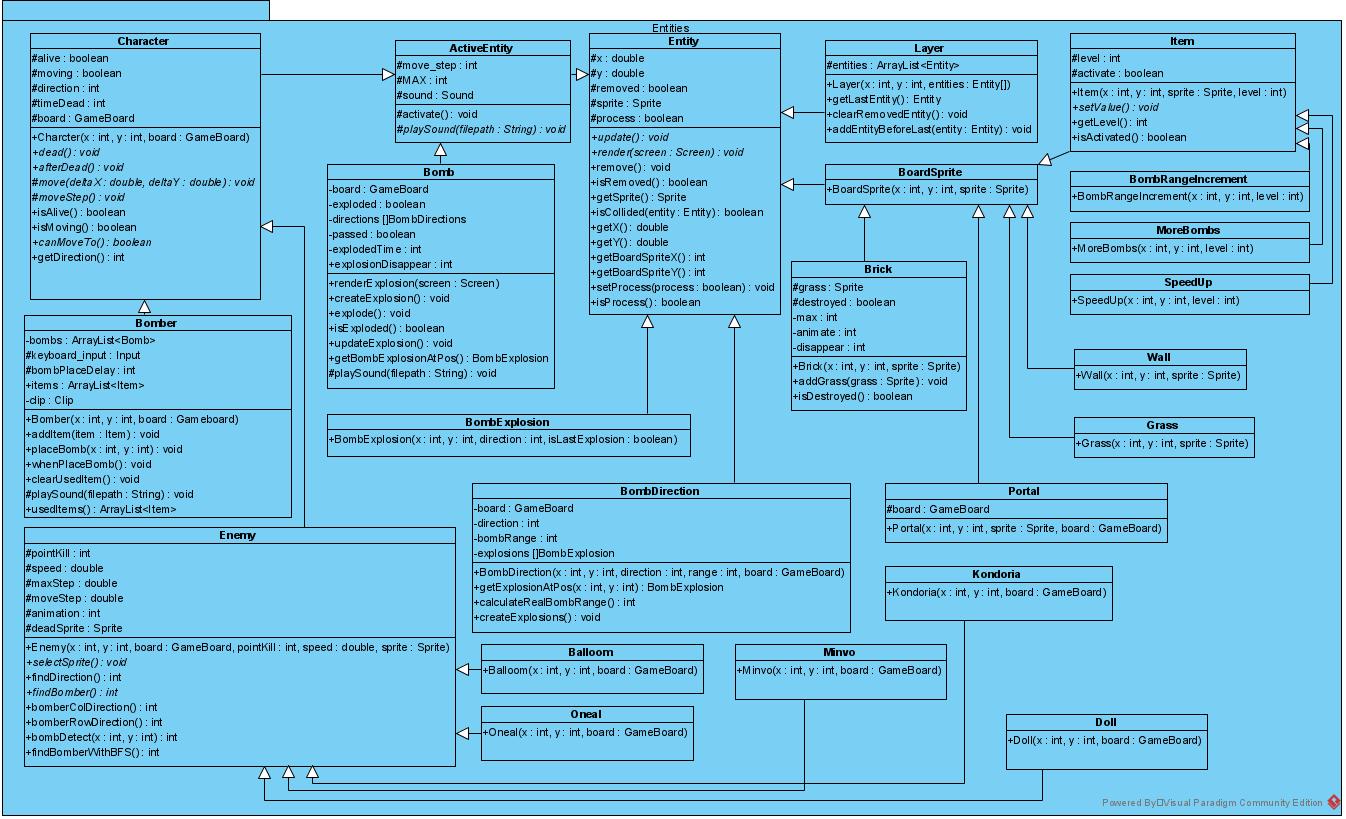 Entities
Character
#alive : boolean
#moving : boolean
#direction : int
#timeDead : int
#board : GameBoard
+Charcter(x : int, y : int, board : GameBoard)
+dead() : void
+afterDead() : void
#move(deltaX : double, deltaY : double) : void
#moveStep() : void
+isAlive() : boolean
+isMoving() : boolean
+canMoveTo() : boolean
+getDirection() : int
ActiveEntity
#move_step : int
#MAX : int
#sound : Sound
#activate() : void
#playSound(filepath : String) : void
Entity
#x : double
#y : double
#removed : boolean
#sprite : Sprite
#process : boolean
+update() : void
+render(screen : Screen) : void
+remove() : void
+isRemoved() : boolean
+getSprite() : Sprite
+isCollided(entity : Entity) : boolean
+getX() : double
+getY() : double
+getBoardSpriteX() : int
+getBoardSpriteY() : int
+setProcess(process : boolean) : void
+isProcess() : boolean
Layer
#entities : ArrayList<Entity>
+Layer(x : int, y : int, entities : Entity[])
+getLastEntity() : Entity
+clearRemovedEntity() : void
+addEntityBeforeLast(entity : Entity) : void
Item
#level : int
#activate : boolean
+Item(x : int, y : int, sprite : Sprite, level : int)
+setValue() : void
+getLevel() : int
+isActivated() : boolean
Bomb
-board : GameBoard
-exploded : boolean
-directions []BombDirections
-passed : boolean
-explodedTime : int
+explosionDisappear : int
+renderExplosion(screen : Screen)
+createExplosion() : void
+explode() : void
+isExploded() : boolean
+updateExplosion() : void
+getBombExplosionAtPos() : BombExplosion
#playSound(filepath : String) : void
BoardSprite
+BoardSprite(x : int, y : int, sprite : Sprite)
BombRangeIncrement
+BombRangeIncrement(x : int, y : int, level : int)
MoreBombs
+MoreBombs(x : int, y : int, level : int)
SpeedUp
+SpeedUp(x : int, y : int, level : int)
Brick
#grass : Sprite
#destroyed : boolean
-max : int
-animate : int
-disappear : int
+Brick(x : int, y : int, sprite : Sprite)
+addGrass(grass : Sprite) : void
+isDestroyed() : boolean
Wall
+Wall(x : int, y : int, sprite : Sprite)
Grass
+Grass(x : int, y : int, sprite : Sprite)
Bomber
-bombs : ArrayList<Bomb>
#keyboard_input : Input
#bombPlaceDelay : int
+items : ArrayList<Item>
-clip : Clip
+Bomber(x : int, y : int, board : Gameboard)
+addItem(item : Item) : void
+placeBomb(x : int, y : int) : void
+whenPlaceBomb() : void
+clearUsedItem() : void
#playSound(filepath : String) : void
+usedItems() : ArrayList<Item>
BombExplosion
+BombExplosion(x : int, y : int, direction : int, isLastExplosion : boolean)
BombDirection
-board : GameBoard
-direction : int
-bombRange : int
-explosions []BombExplosion
+BombDirection(x : int, y : int, direction : int, range : int, board : GameBoard)
+getExplosionAtPos(x : int, y : int) : BombExplosion
+calculateRealBombRange() : int
+createExplosions() : void
Portal
#board : GameBoard
+Portal(x : int, y : int, sprite : Sprite, board : GameBoard)
Kondoria
+Kondoria(x : int, y : int, board : GameBoard)
Enemy
#pointKill : int
#speed : double
#maxStep : double
#moveStep : double
#animation : int
#deadSprite : Sprite
+Enemy(x : int, y : int, board : GameBoard, pointKill : int, speed : double, sprite : Sprite)
+selectSprite() : void
+findDirection() : int
+findBomber() : int
+bomberColDirection() : int
+bomberRowDirection() : int
+bombDetect(x : int, y : int) : int
+findBomberWithBFS() : int
Balloom
+Balloom(x : int, y : int, board : GameBoard)
Minvo
+Minvo(x : int, y : int, board : GameBoard)
Oneal
+Oneal(x : int, y : int, board : GameBoard)
Doll
+Doll(x : int, y : int, board : GameBoard)
Powered By Visual Paradigm Community Edition